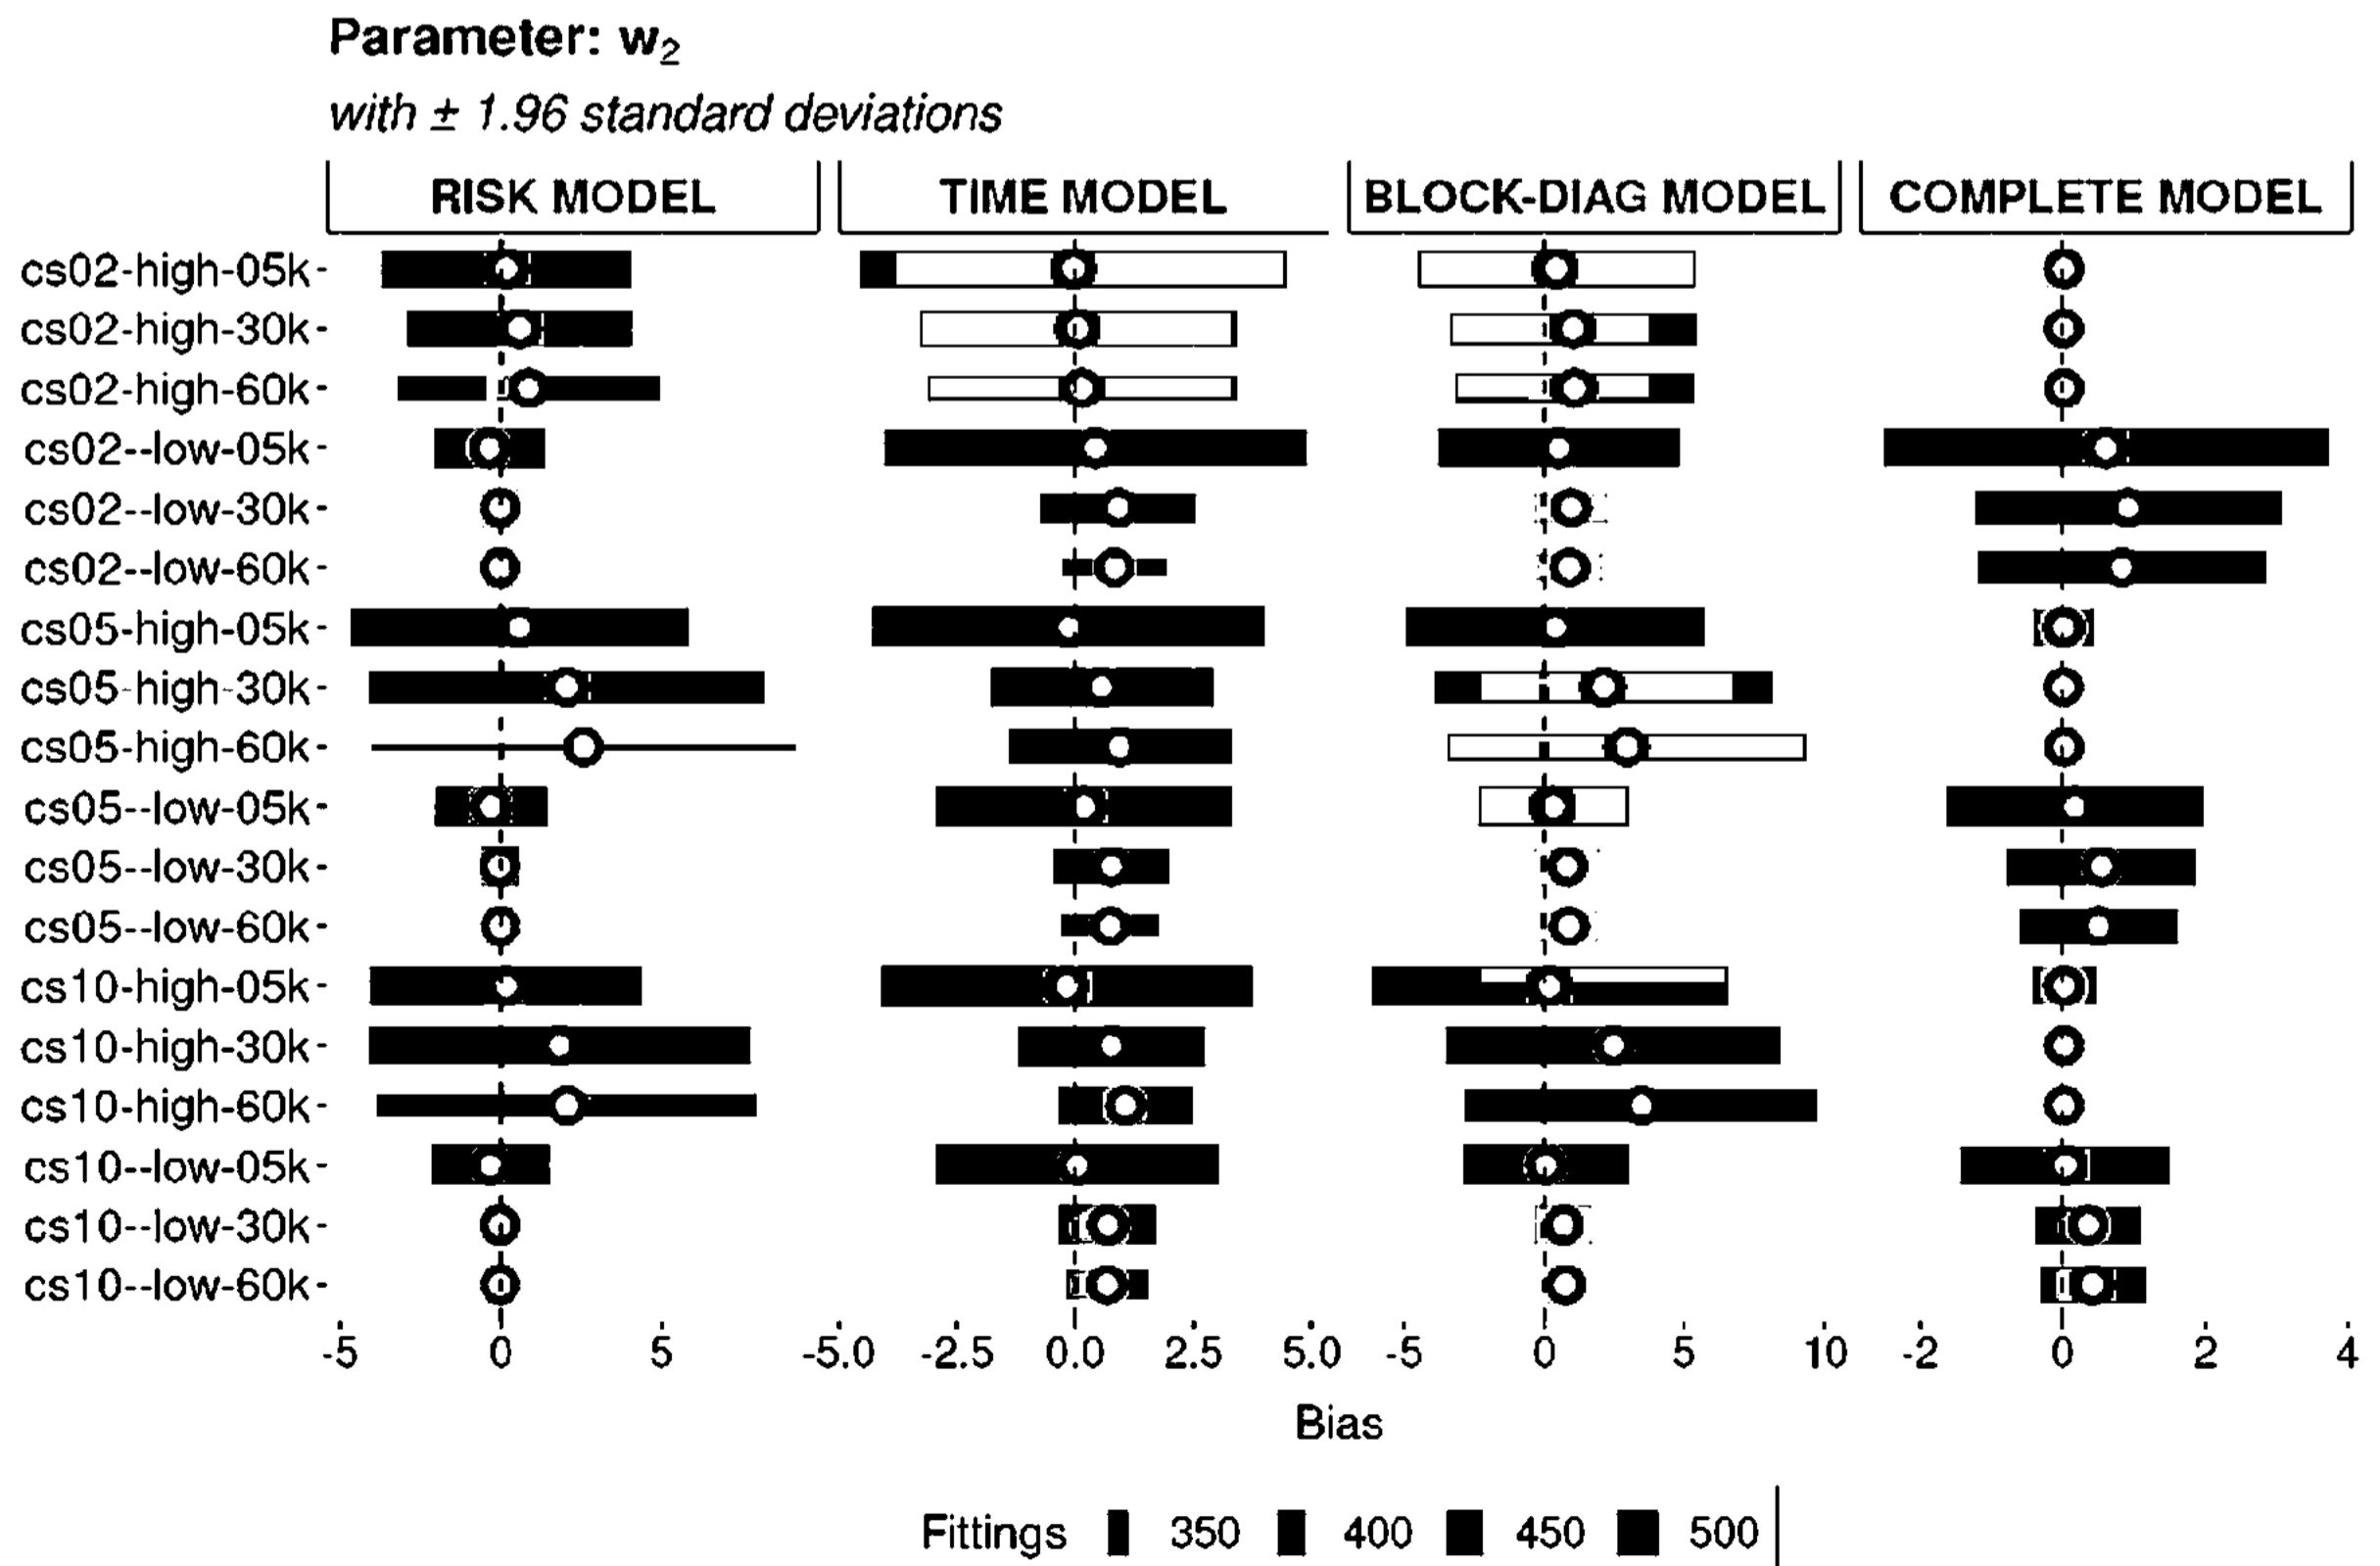 Parameter: w₂
with ± 1.96 standard deviations
RISK MODEL TIME MODEL BLOCK-DIAG MODEL COMPLETE MODEL
cs02-high-05k
cs02-high-30k
cs02-high-60k
cs02--low-05k
cs02--low-30k
cs02--low-60k
cs05-high-05k
cs05-high-30k
cs05-high-60k
cs05--low-05k
cs05--low-30k
cs05--low-60k
cs10-high-05k
cs10-high-30k
cs10-high-60k
cs10--low-05k
cs10--low-30k
cs10--low-60k
-5 0 5 -5.0 -2.5 0.0 2.5 5.0 -5 0 5 10 -2 0 2 4
Bias
Fittings 350 400 450 500